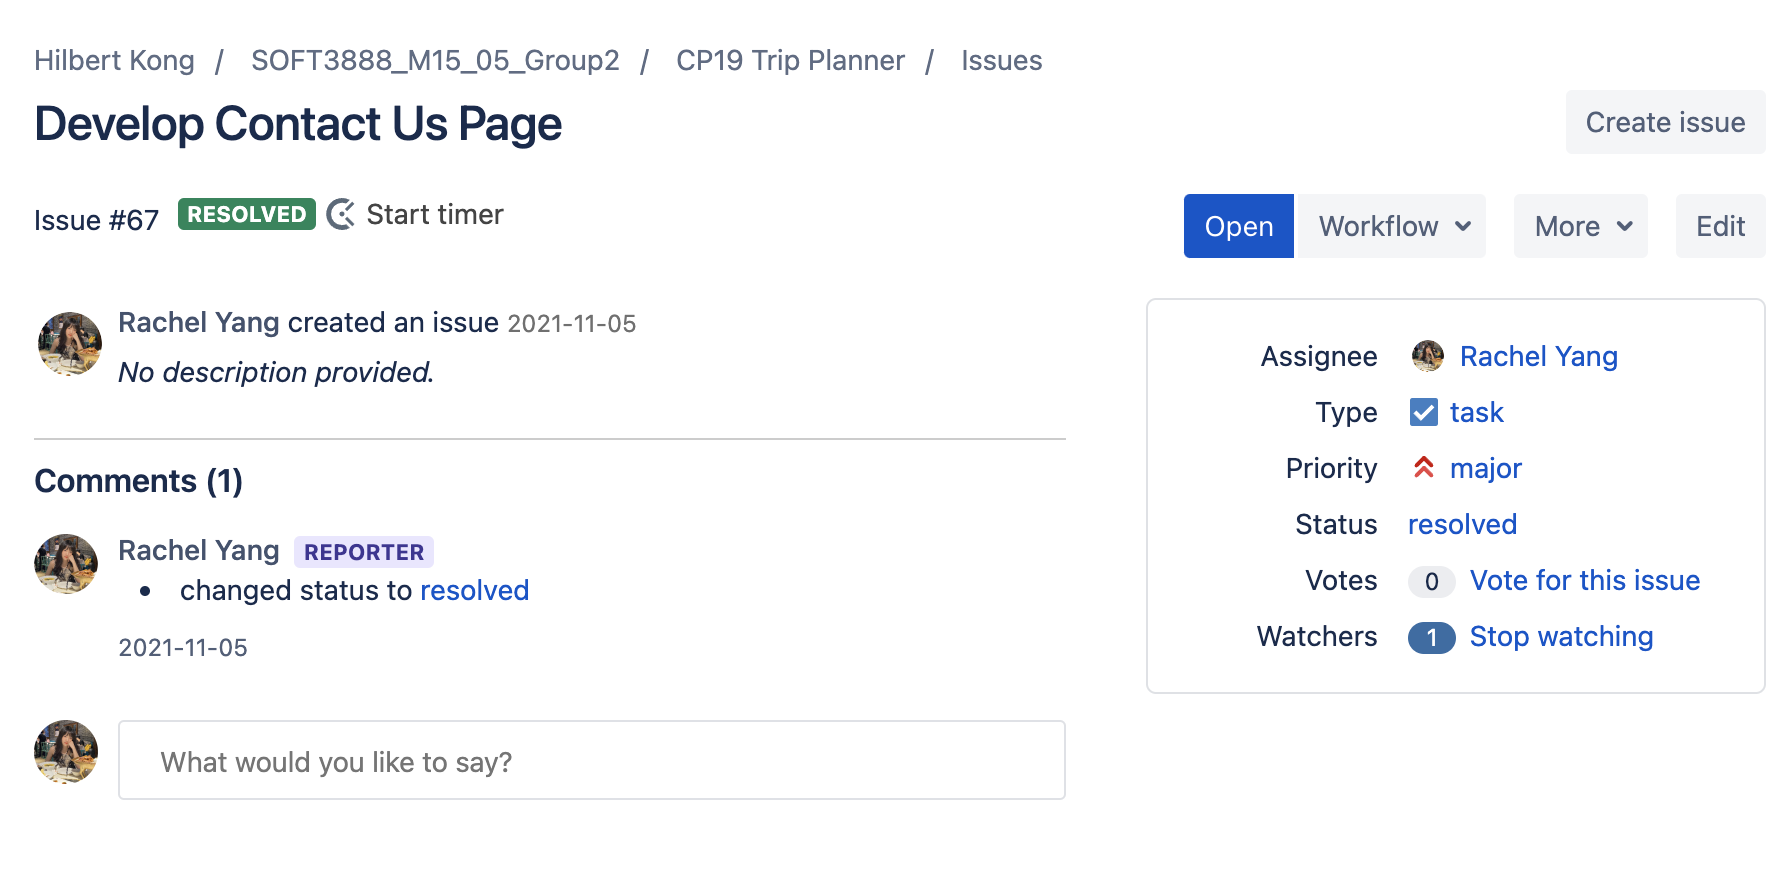 Hilbert Kong / SOFT3888_M15_05_Group2 / CP19 Trip Planner / Issues
Develop Contact Us Page
Create issue
Issue #67 RESOLVED Start timer
Open Workflow More Edit
Rachel Yang created an issue 2021-11-05
No description provided.
Comments (1)
Rachel Yang REPORTER
• changed status to resolved
2021-11-05
What would you like to say?
Assignee Rachel Yang
Type task
Priority major
Status resolved
Votes 0 Vote for this issue
Watchers 1 Stop watching